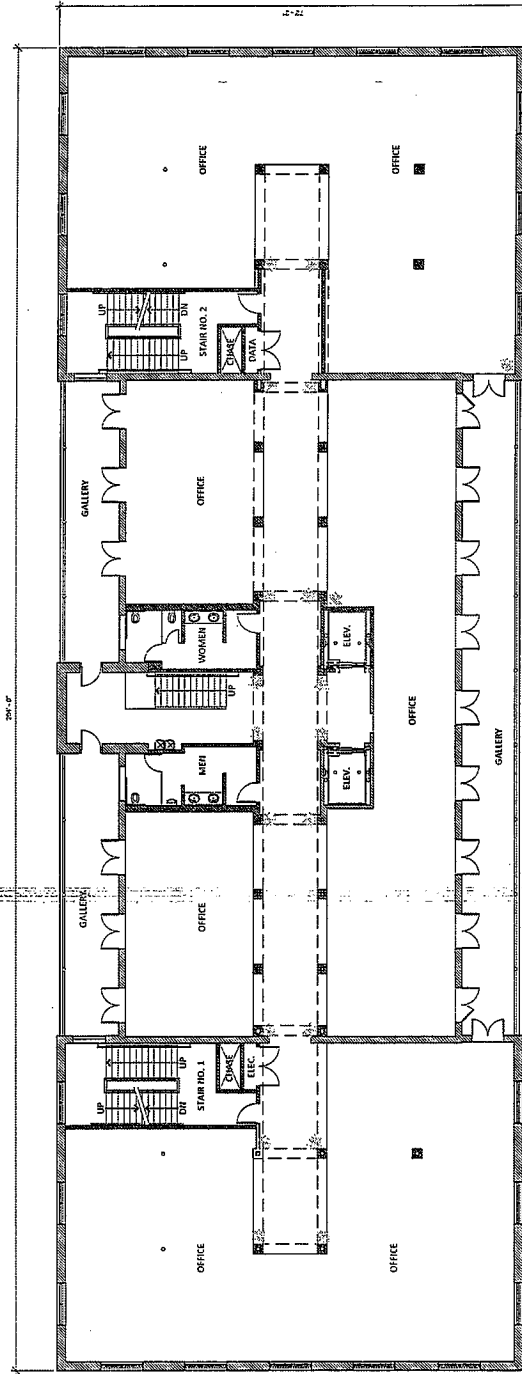 204'-0"
72'-2"
OFFICE
OFFICE
UP
DN
UP
STAIR NO. 2
CHASE
DATA
GALLERY
OFFICE
WOMEN
UP
ELEV.
OFFICE
GALLERY
MEN
ELEV.
GALLERY
OFFICE
UP
DN
UP
STAIR NO. 1
CHASE
ELEC.
OFFICE
OFFICE